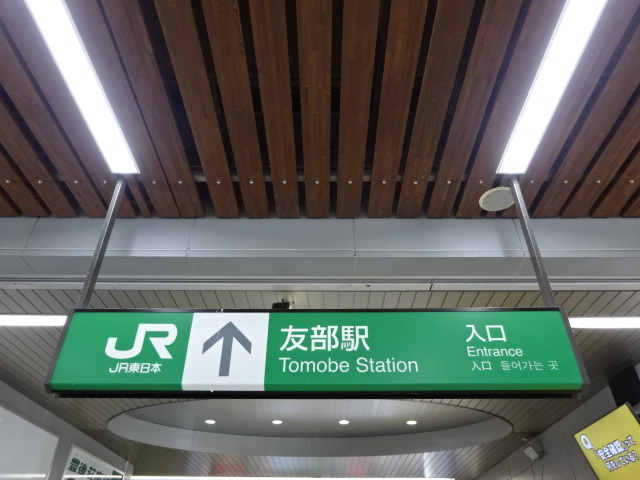 JR
JR東日本
友部駅
Tomobe Station
入口
Entrance
入口 들어가는 곳